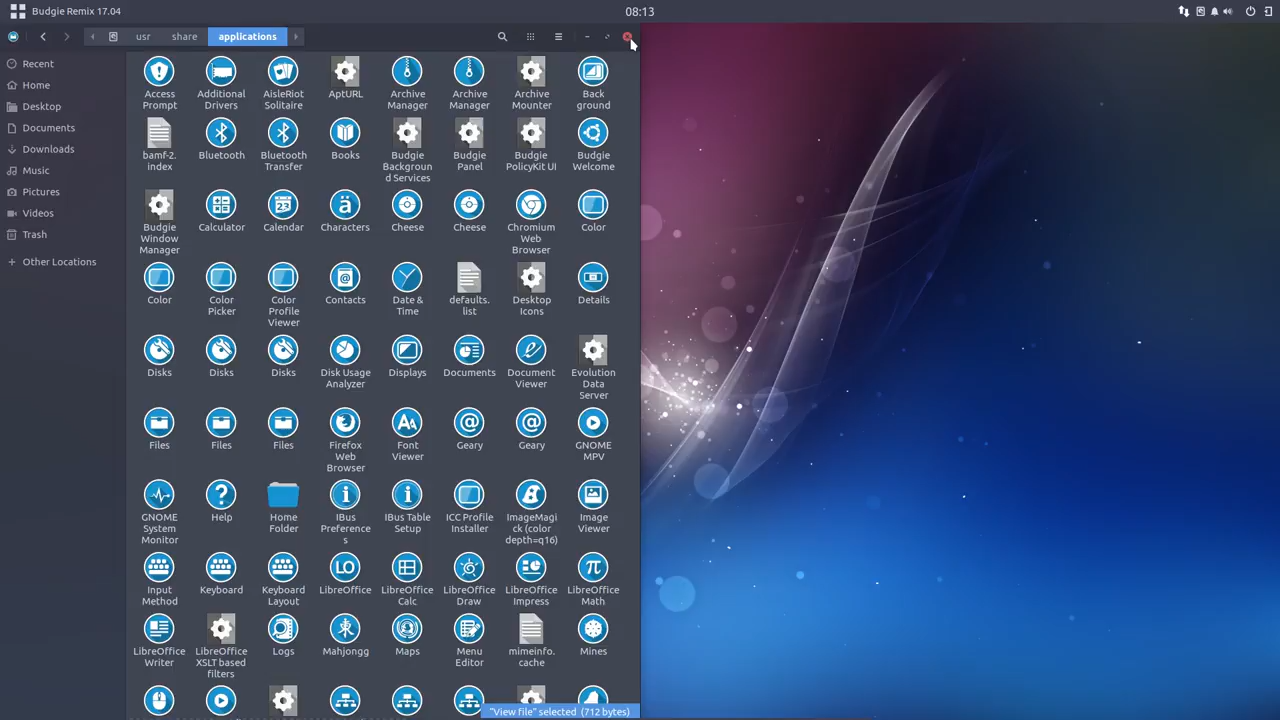 Budgie Remix 17.04
08:13
usr
share
applications
Recent
Home
Desktop
Documents
Downloads
Music
Pictures
Videos
Trash
Other Locations
Access
Prompt
Additional
Drivers
AisleRiot
Solitaire
AptURL
Archive
Manager
Archive
Manager
Archive
Mounter
Back
ground
bamf-2.
index
Bluetooth
Bluetooth
Transfer
Books
Budgie
Backgroun
d Services
Budgie
Panel
Budgie
PolicyKit UI
Budgie
Welcome
Budgie
Window
Manager
Calculator
23
Calendar
ä
Characters
Cheese
Cheese
Chromium
Web
Browser
Color
Color
Color
Picker
Color
Profile
Viewer
@
Contacts
Date &
Time
defaults.
list
Desktop
Icons
Details
Disks
Disks
Disks
Disk Usage
Analyzer
Displays
Documents
Document
Viewer
Evolution
Data
Server
Files
Files
Files
Firefox
Web
Browser
AA
Font
Viewer
@
Geary
@
Geary
GNOME
MPV
GNOME
System
Monitor
?
Help
Home
Folder
i
IBus
Preference
s
i
IBus Table
Setup
ICC Profile
Installer
ImageMagi
ck (color
depth=q16)
Image
Viewer
Input
Method
Keyboard
Keyboard
Layout
LO
LibreOffice
LibreOffice
Calc
LibreOffice
Draw
LibreOffice
Impress
π
LibreOffice
Math
LibreOffice
Writer
LibreOffice
XSLT based
filters
Logs
Mahjongg
Maps
Menu
Editor
mimeinfo.
cache
Mines
"View file" selected (712 bytes)